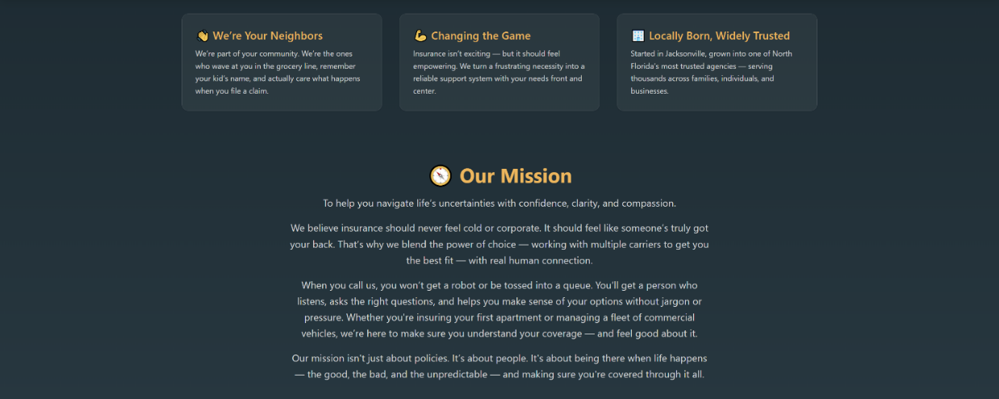 We're Your Neighbors
We're part of your community. We're the ones
who wave at you in the grocery line, remember
your kid's name, and actually care what happens
when you file a claim.
Changing the Game
Insurance isn't exciting — but it should feel
empowering. We turn a frustrating necessity into a
reliable support system with your needs front and
center.
Locally Born, Widely Trusted
Started in Jacksonville, grown into one of North
Florida's most trusted agencies — serving
thousands across families, individuals, and
businesses.
Our Mission
To help you navigate life's uncertainties with confidence, clarity, and compassion.
We believe insurance should never feel cold or corporate. It should feel like someone's truly got
your back. That's why we blend the power of choice — working with multiple carriers to get you
the best fit — with real human connection.
When you call us, you won't get a robot or be tossed into a queue. You'll get a person who
listens, asks the right questions, and helps you make sense of your options without jargon or
pressure. Whether you're insuring your first apartment or managing a fleet of commercial
vehicles, we're here to make sure you understand your coverage — and feel good about it.
Our mission isn't just about policies. It's about people. It's about being there when life happens
— the good, the bad, and the unpredictable — and making sure you're covered through it all.